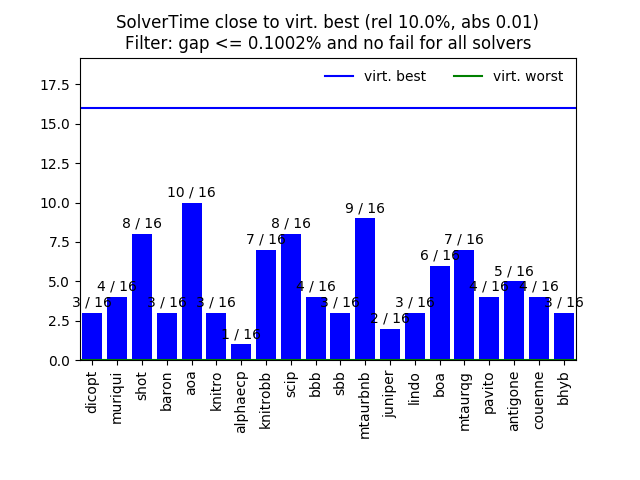 SolverTime close to virt. best (rel 10.0%, abs 0.01)
Filter: gap <= 0.1002% and no fail for all solvers
virt. best
virt. worst
17.5
15.0
12.5
10.0
7.5
5.0
2.5
0.0
3 / 16
4 / 16
8 / 16
3 / 16
10 / 16
3 / 16
1 / 16
7 / 16
8 / 16
4 / 16
3 / 16
9 / 16
2 / 16
3 / 16
6 / 16
7 / 16
4 / 16
5 / 16
4 / 16
3 / 16
dicopt
muriqui
shot
baron
aoa
knitro
alphaecp
knitrobb
scip
bbb
sbb
mtaurbnb
juniper
lindo
boa
mtaurqg
pavito
antigone
couenne
bhyb